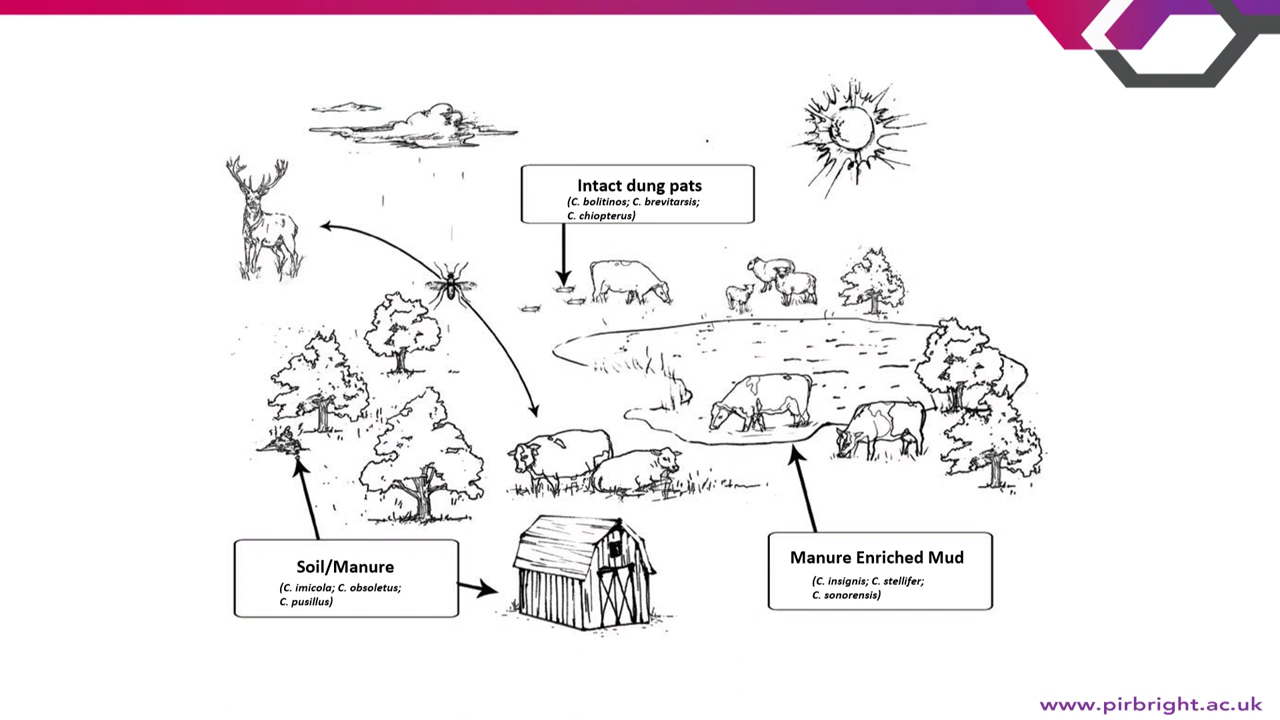 Intact dung pats
(C. bolitinos; C. brevitarsis;
C. chiopterus)
Soil/Manure
(C. imicola; C. obsoletus;
C. pusillus)
Manure Enriched Mud
(C. insignis; C. stellifer;
C. sonorensis)
www.pirbright.ac.uk